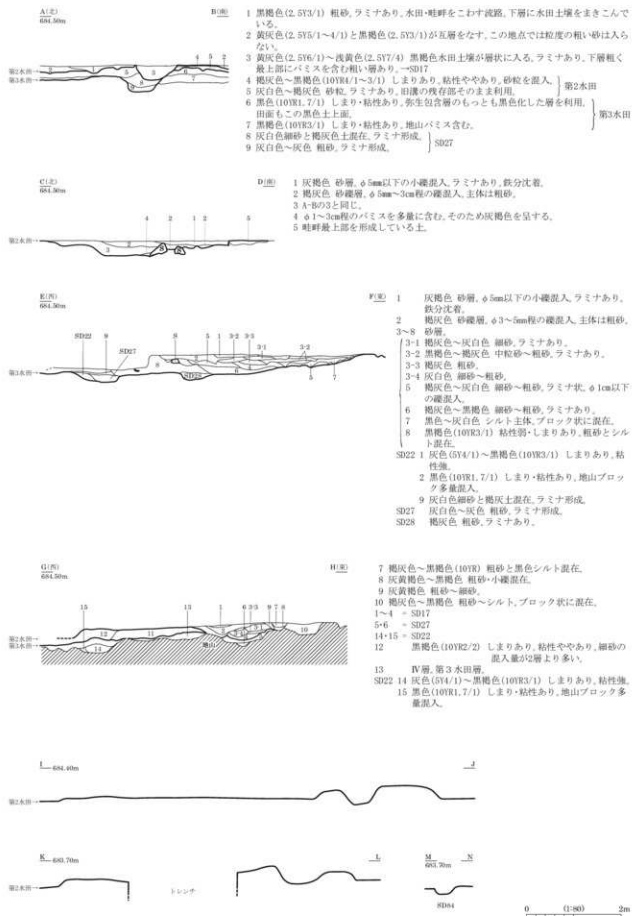 A(北)
684.50m
B(南)
第2水田→
第3水田→
1 黒褐色(2.5Y3/1) 粗砂、ラミナあり。水田・畦畔をこわす流路。下層に水田土壌をまきこんで
いる。
2 黄灰色(2.5Y5/1～4/1)と黒褐色(2.5Y3/1)が互層をなす。この地点では粒度の粗い砂は入ら
ない。
3 黄灰色(2.5Y6/1)～浅黄色(2.5Y7/4) 黒褐色水田土壌が層状に入る。ラミナあり。下層粗く
最上部にパミスを含む粗い層あり。→SD17
4 褐灰色～黒褐色(10YR4/1～3/1) しまりあり、粘性ややあり。砂粒を混入。
5 灰白色～褐灰色 砂粒、ラミナあり。旧溝の残存部そのまま利用。
第2水田
6 黒色(10YR1.7/1) しまり・粘性あり。弥生包含層のもっとも黒色化した層を利用。
田面もこの黒色土上面。
7 黒褐色(10YR3/1) しまり・粘性あり、地山パミス含む。
第3水田
8 灰白色細砂と褐灰色土混在、ラミナ形成。
9 灰白色～灰色 粗砂、ラミナ形成。
SD27
C(北)
684.50m
D(南)
第2水田→
1 灰褐色 砂層、φ5mm以下の小礫混入、ラミナあり、鉄分沈着。
2 褐灰色 砂礫層、φ5mm～3cm程の礫混入、主体は粗砂。
3 A-Bの3と同じ。
4 φ1～3cm程のパミスを多量に含む。そのため灰褐色を呈する。
5 畦畔最上部を形成している土。
E(西)
684.50m
F(東)
第3水田→
SD22
SD27
SD28
1 灰褐色 砂層、φ5mm以下の小礫混入、ラミナあり、
鉄分沈着。
2 褐灰色 砂礫層、φ3～5mm程の礫混入、主体は粗砂。
3～8 砂層。
3-1 褐灰色～灰白色 細砂、ラミナあり。
3-2 黒褐色～褐灰色 中粒砂～粗砂、ラミナあり。
3-3 褐灰色 粗砂。
3-4 灰白色 細砂～粗砂。
5 褐灰色～灰白色 細砂～粗砂、ラミナ状、φ1cm以下
の礫混入。
6 褐灰色～黒褐色 細砂～粗砂、ラミナあり。
7 黒色～灰白色 シルト主体、ブロック状に混在。
8 黒褐色(10YR3/1) 粘性弱・しまりあり、粗砂とシル
ト混在。
SD22 1 灰色(5Y4/1)～黒褐色(10YR3/1) しまりあり、粘
性強。
2 黒色(10YR1.7/1) しまり・粘性あり、地山ブロッ
ク多量混入。
9 灰白色細砂と褐灰土混在、ラミナ形成。
SD27 灰白色～灰色 粗砂、ラミナ形成。
SD28 褐灰色 粗砂、ラミナあり。
G(西)
684.50m
H(東)
第2水田→
第3水田→
地山
7 褐灰色～黒褐色(10YR) 粗砂と黒色シルト混在。
8 灰黄褐色～黒褐色 粗砂・小礫混在。
9 灰黄褐色 粗砂～細砂。
10 褐灰色～黒褐色 粗砂～シルト、ブロック状に混在。
1～4 = SD17
5・6 = SD27
14・15 = SD22
12 黒褐色(10YR2/2) しまりあり、粘性ややあり、細砂の
混入量が2層より多い。
13 Ⅳ層、第3水田層。
SD22 14 灰色(5Y4/1)～黒褐色(10YR3/1) しまりあり、粘性強。
15 黒色(10YR1.7/1) しまり・粘性あり、地山ブロック多
量混入。
I 684.40m
J
第2水田→
K 683.70m
L
第2水田→
トレンチ
M N
683.70m
SD84
0 (1:80) 2m